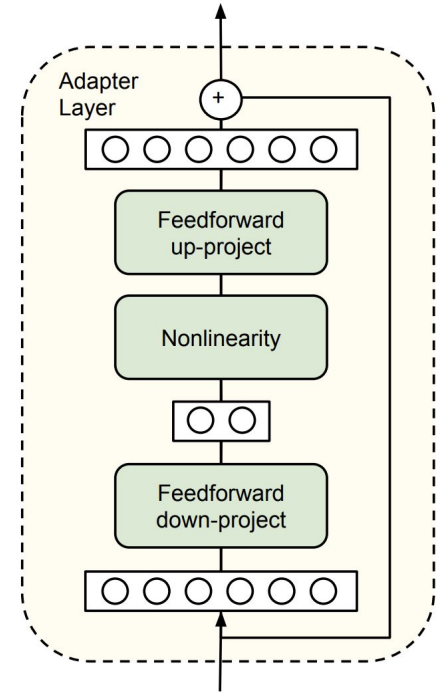 Adapter
Layer
+
Feedforward
up-project
Nonlinearity
Feedforward
down-project